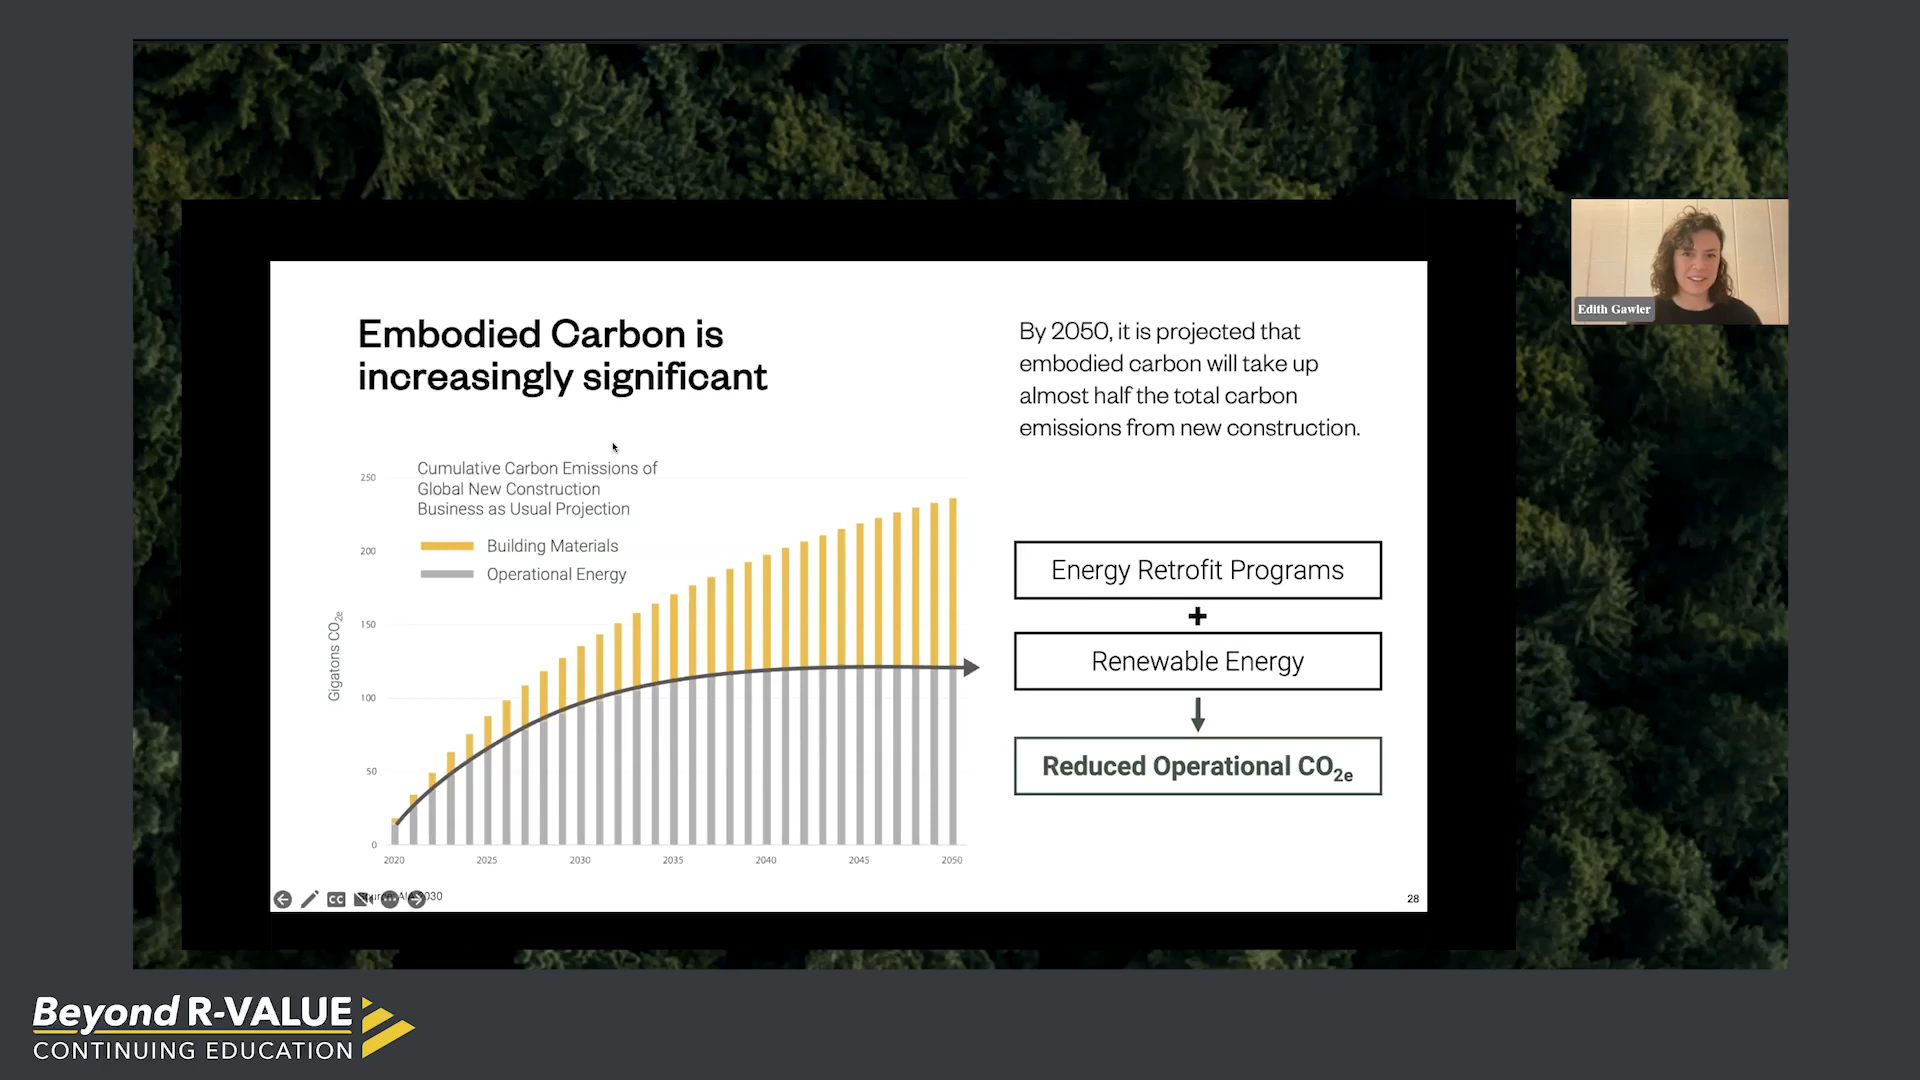 Embodied Carbon is
increasingly significant
By 2050, it is projected that
embodied carbon will take up
almost half the total carbon
emissions from new construction.
Cumulative Carbon Emissions of
Global New Construction
Business as Usual Projection
Building Materials
Operational Energy
Gigatons CO2e
250
200
150
100
50
0
2020 2025 2030 2035 2040 2045 2050
Energy Retrofit Programs
+
Renewable Energy
Reduced Operational CO2e
CC
28
Edith Gawler
Beyond R-VALUE
CONTINUING EDUCATION